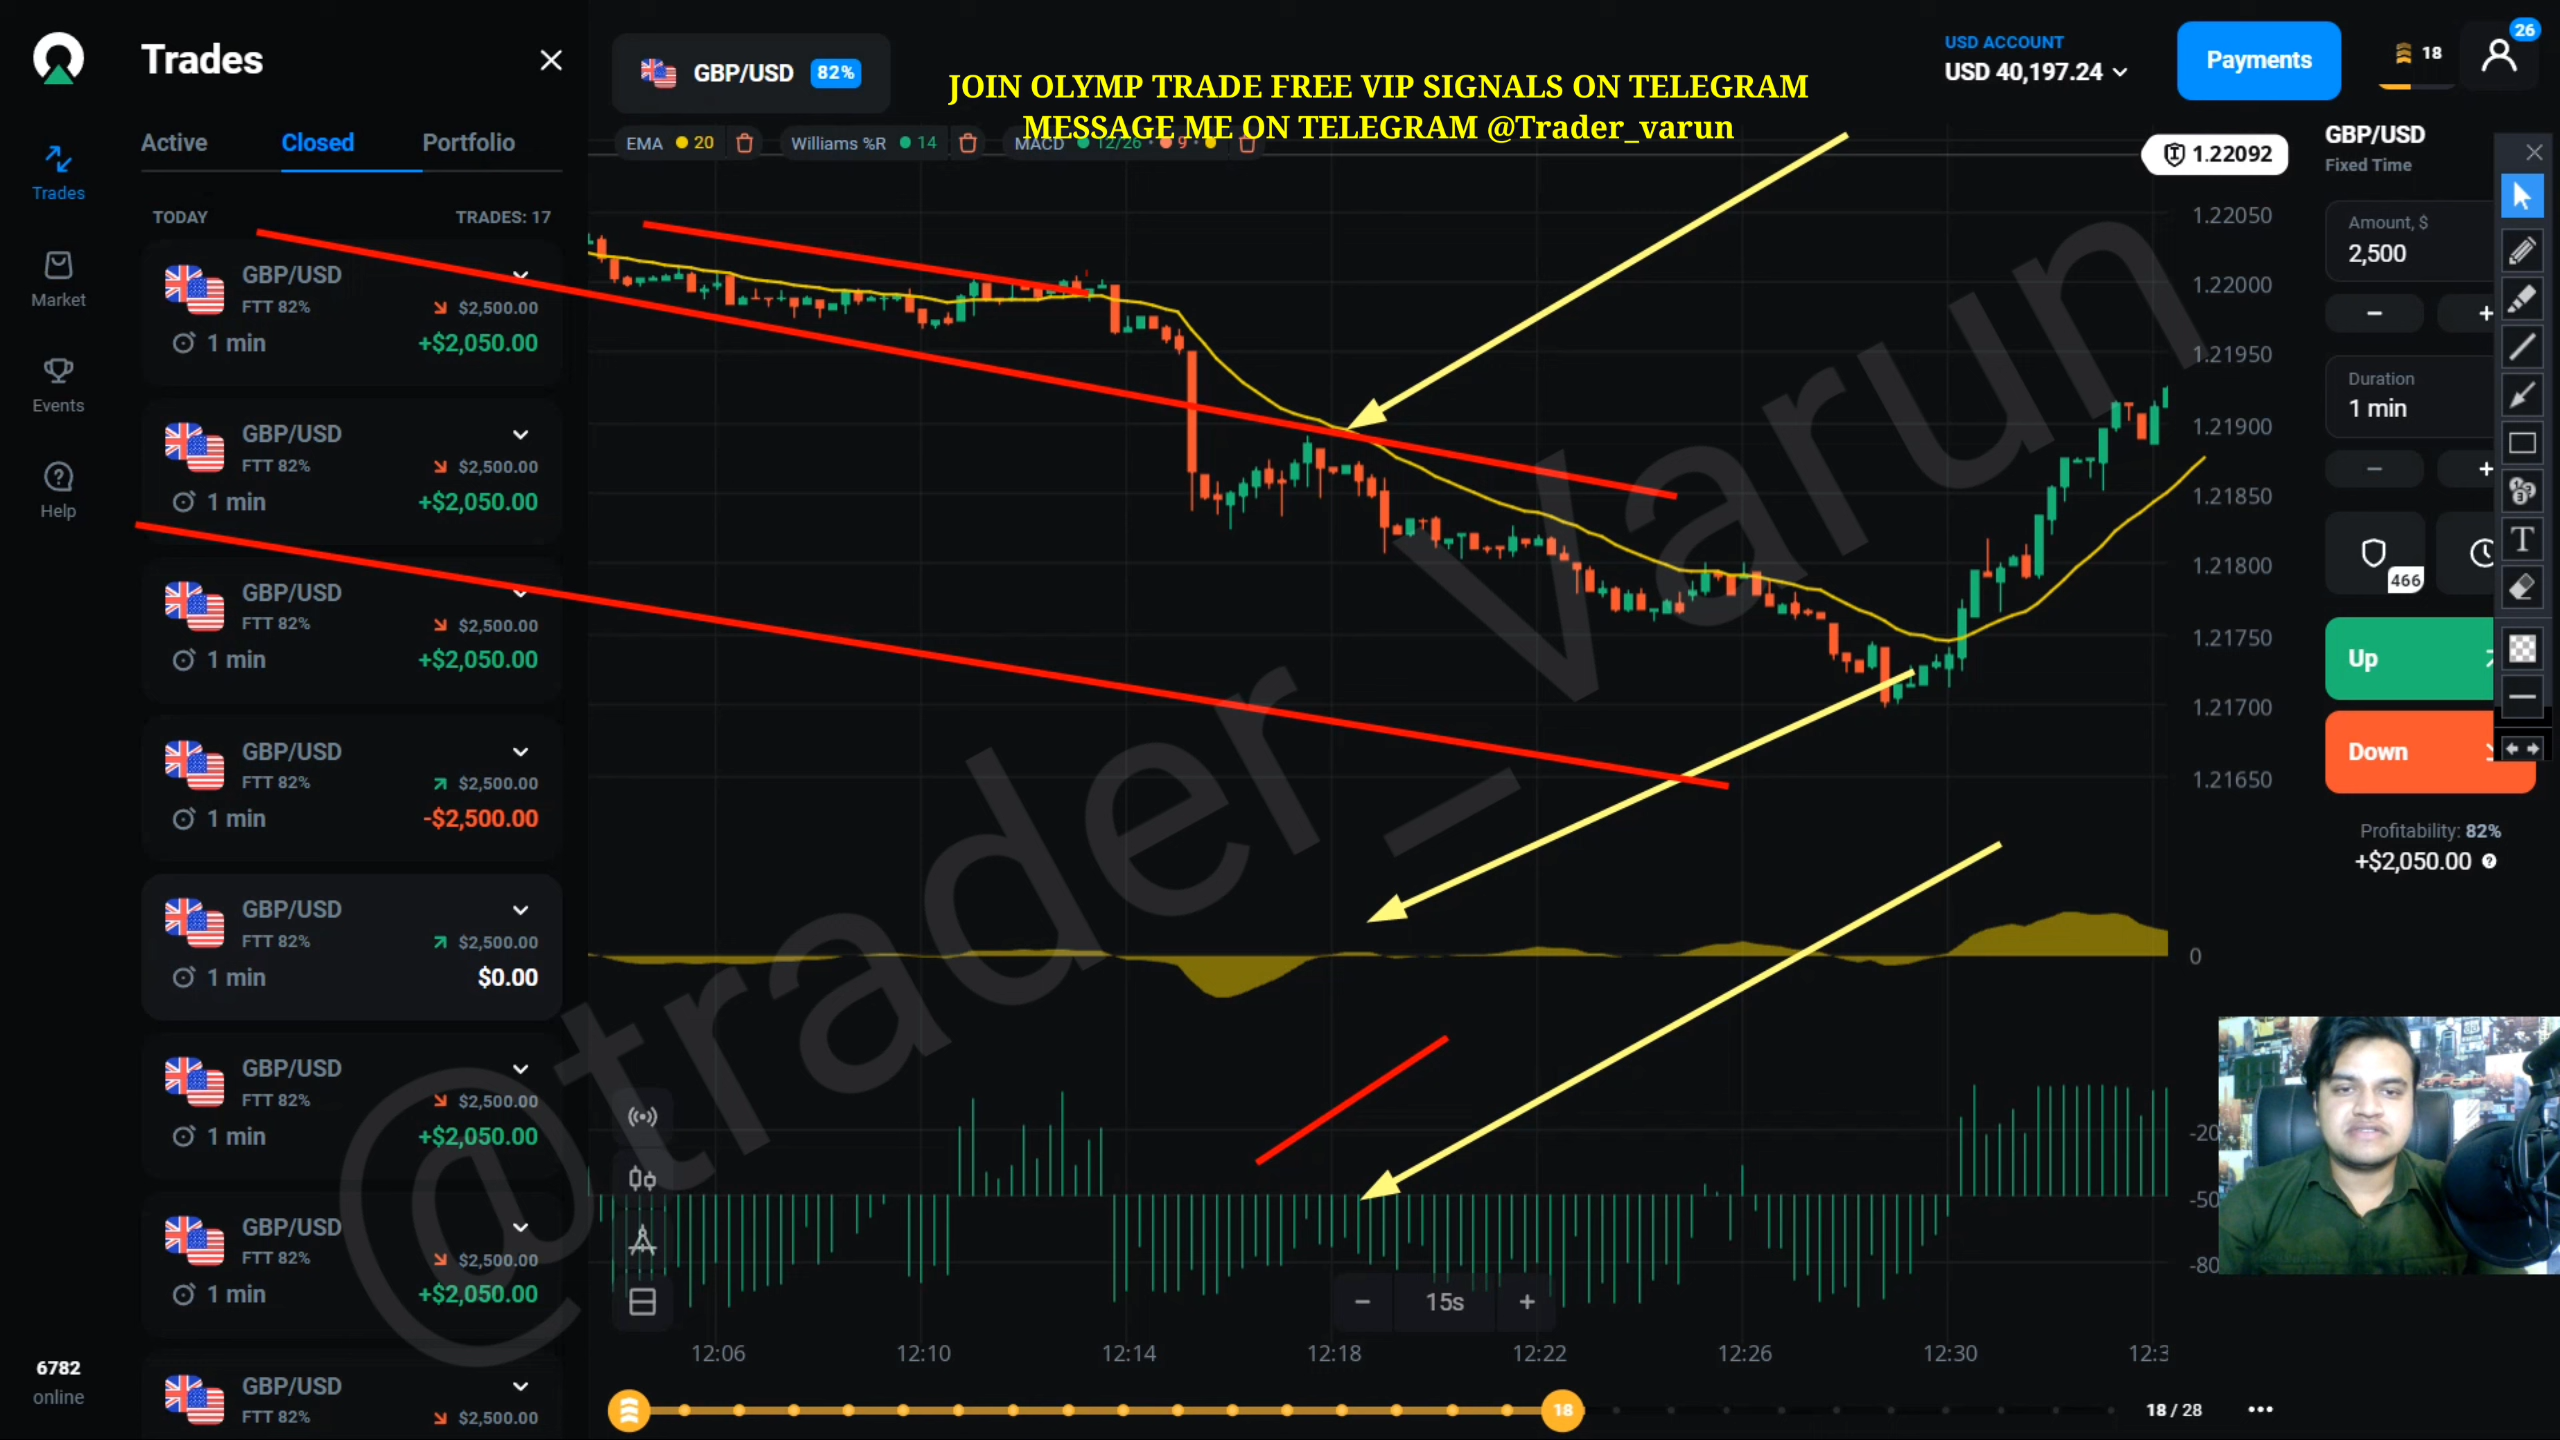 Trades
GBP/USD 82%
JOIN OLYMP TRADE FREE VIP SIGNALS ON TELEGRAM
MESSAGE ME ON TELEGRAM @Trader_varun
USD ACCOUNT
USD 40,197.24
Payments
18
26
Trades
Market
Events
Help
6782
online
Active Closed Portfolio
TODAY TRADES: 17
GBP/USD
FTT 82% $2,500.00
1 min +$2,050.00
GBP/USD
FTT 82% $2,500.00
1 min +$2,050.00
GBP/USD
FTT 82% $2,500.00
1 min +$2,050.00
GBP/USD
FTT 82% $2,500.00
1 min -$2,500.00
GBP/USD
FTT 82% $2,500.00
1 min $0.00
GBP/USD
FTT 82% $2,500.00
1 min +$2,050.00
GBP/USD
FTT 82% $2,500.00
1 min +$2,050.00
GBP/USD
FTT 82% $2,500.00
EMA 20 Williams %R 14 MACD 12/26 9
@trader_Varun
1.22092
1.22050
1.22000
1.21950
1.21900
1.21850
1.21800
1.21750
1.21700
1.21650
0
-20
-50
-80
15s
12:06 12:10 12:14 12:18 12:22 12:26 12:30 12:3
18 18 / 28
GBP/USD
Fixed Time
Amount, $
2,500
Duration
1 min
466
Up
Down
Profitability: 82%
+$2,050.00